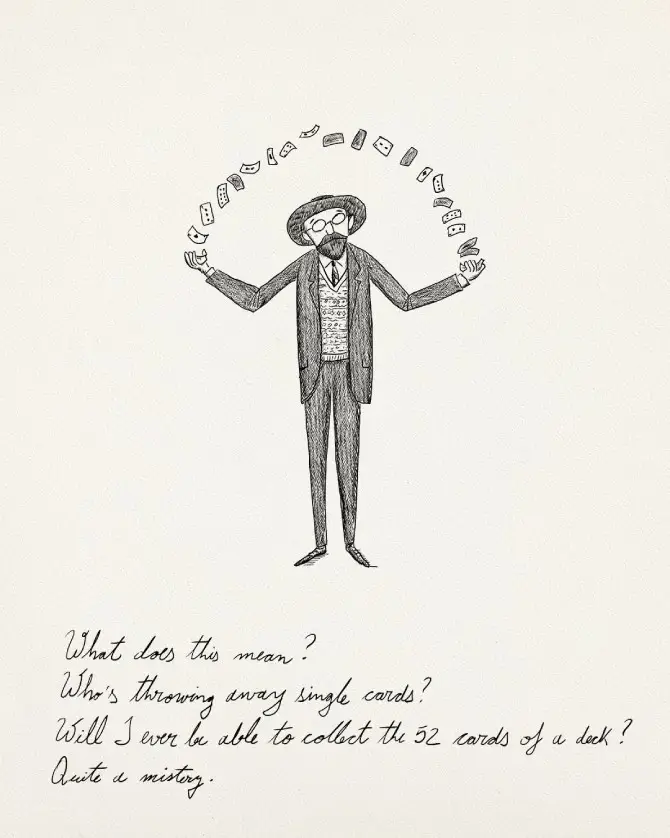 What does this mean?
Who's throwing away single cards?
Will I ever be able to collect the 52 cards of a deck?
Quite a mistery.